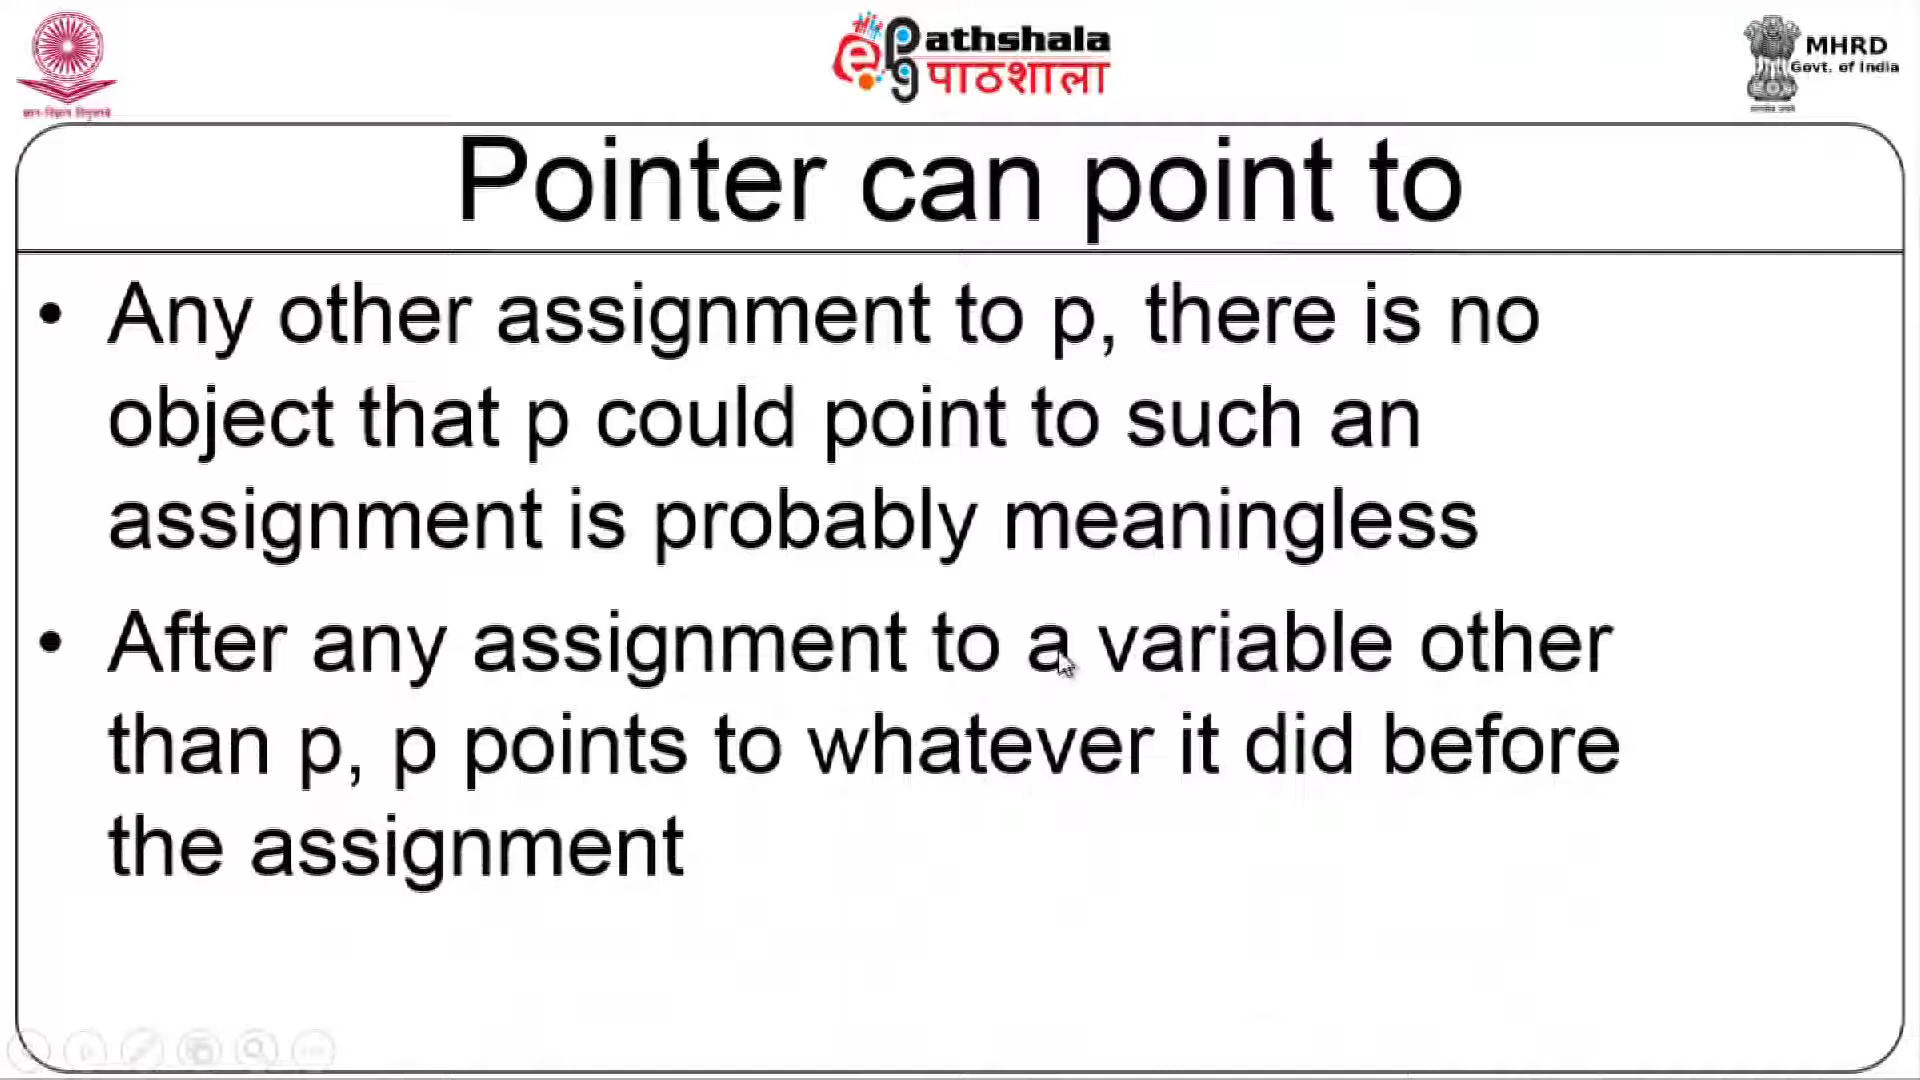 ePathshala
पाठशाला
MHRD
Govt. of India
ज्ञान-विज्ञान विमुक्तये
Pointer can point to
• Any other assignment to p, there is no
object that p could point to such an
assignment is probably meaningless
• After any assignment to a variable other
than p, p points to whatever it did before
the assignment